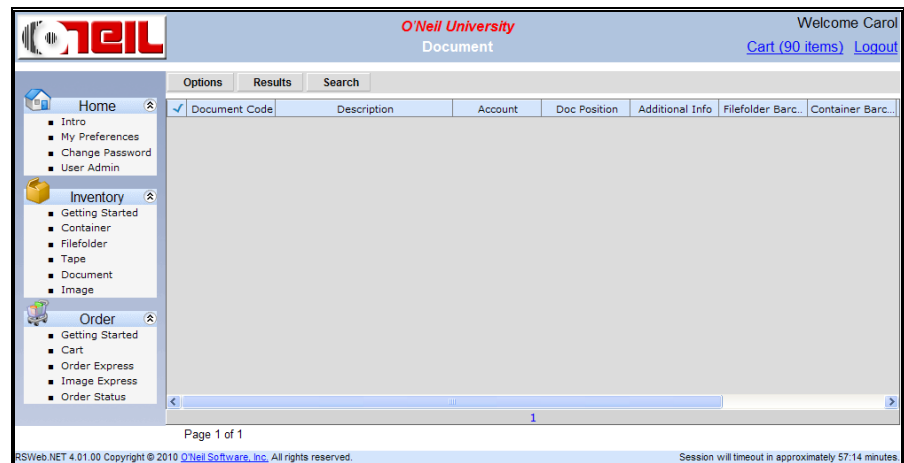 O'NEIL
O'Neil University
Document
Welcome Carol
Cart (90 items) Logout
Options Results Search
Home
Intro
My Preferences
Change Password
User Admin
Inventory
Getting Started
Container
Filefolder
Tape
Document
Image
Order
Getting Started
Cart
Order Express
Image Express
Order Status
Document Code Description Account Doc Position Additional Info Filefolder Barc... Container Barc...
1
Page 1 of 1
RSWeb.NET 4.01.00 Copyright © 2010 O'Neil Software, Inc. All rights reserved.
Session will timeout in approximately 57:14 minutes.